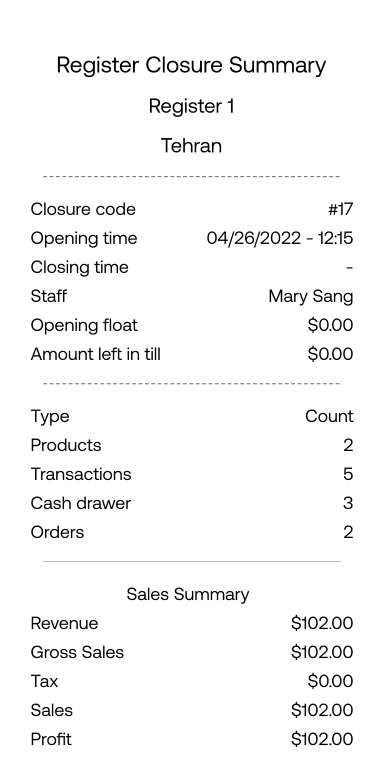 Register Closure Summary
Register 1
Tehran
Closure code #17
Opening time 04/26/2022 - 12:15
Closing time -
Staff Mary Sang
Opening float $0.00
Amount left in till $0.00
Type Count
Products 2
Transactions 5
Cash drawer 3
Orders 2
Sales Summary
Revenue $102.00
Gross Sales $102.00
Tax $0.00
Sales $102.00
Profit $102.00